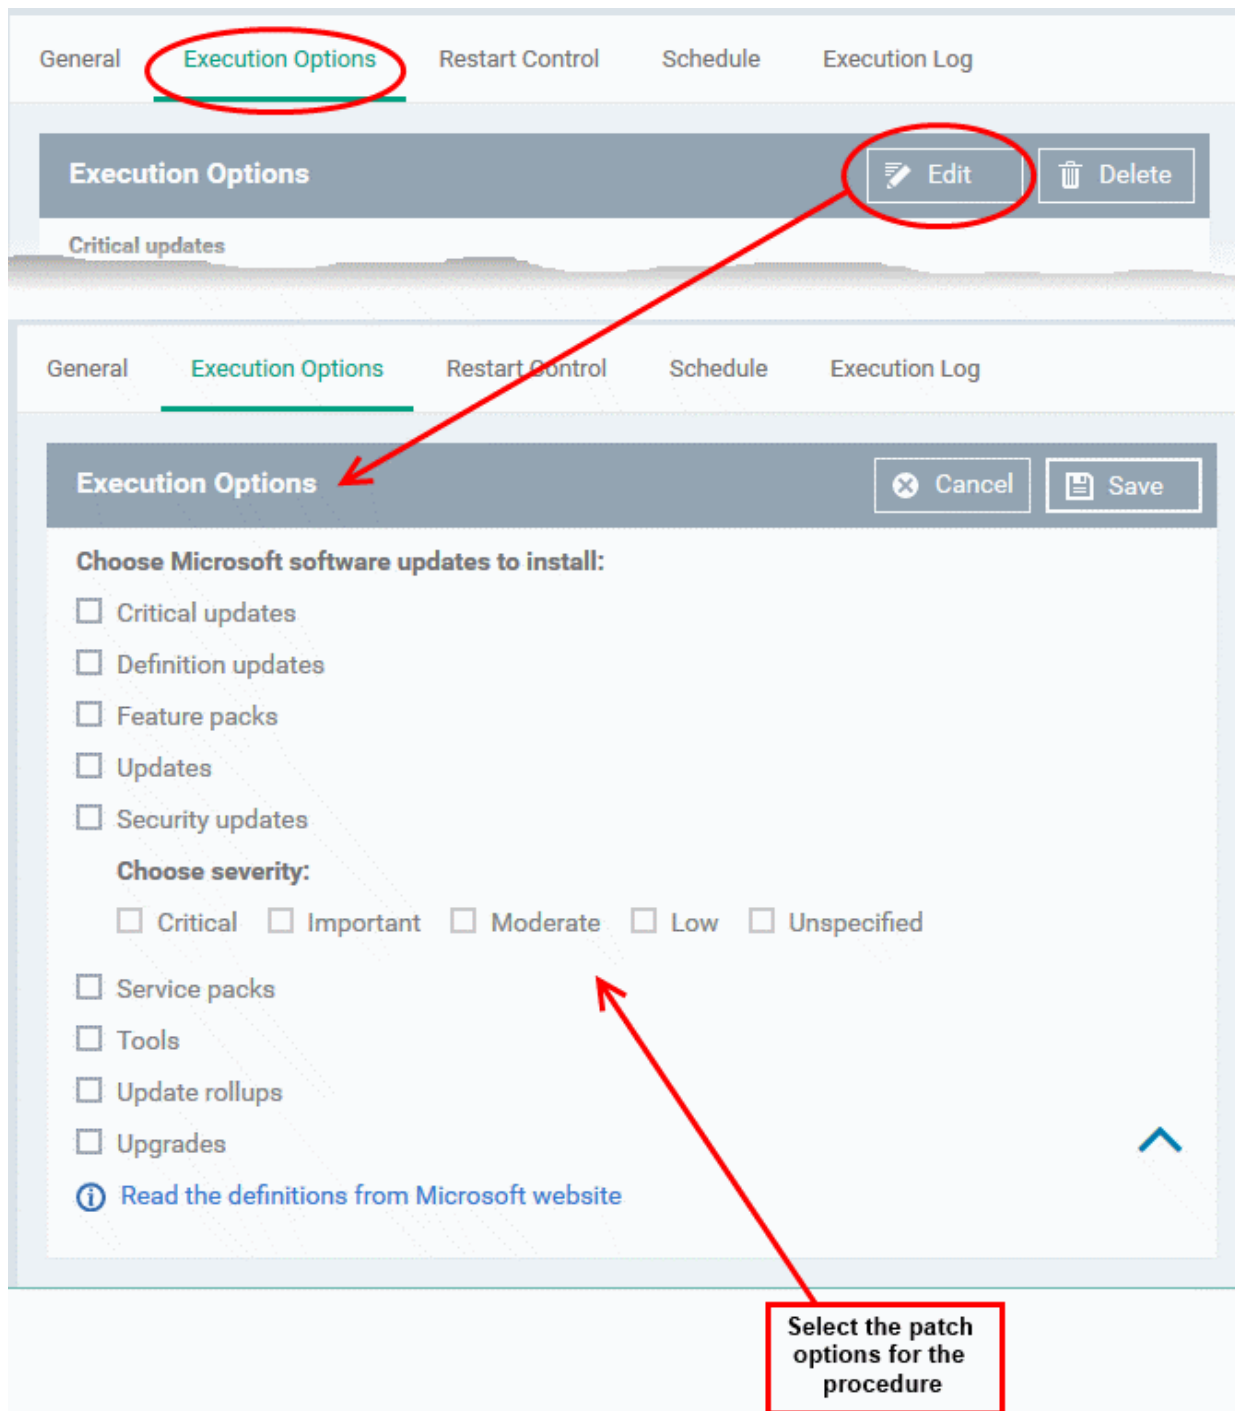 General Execution Options Restart Control Schedule Execution Log
Execution Options Edit Delete
Critical updates
General Execution Options Restart Control Schedule Execution Log
Execution Options Cancel Save
Choose Microsoft software updates to install:
Critical updates
Definition updates
Feature packs
Updates
Security updates
Choose severity:
Critical Important Moderate Low Unspecified
Service packs
Tools
Update rollups
Upgrades
Read the definitions from Microsoft website
Select the patch
options for the
procedure